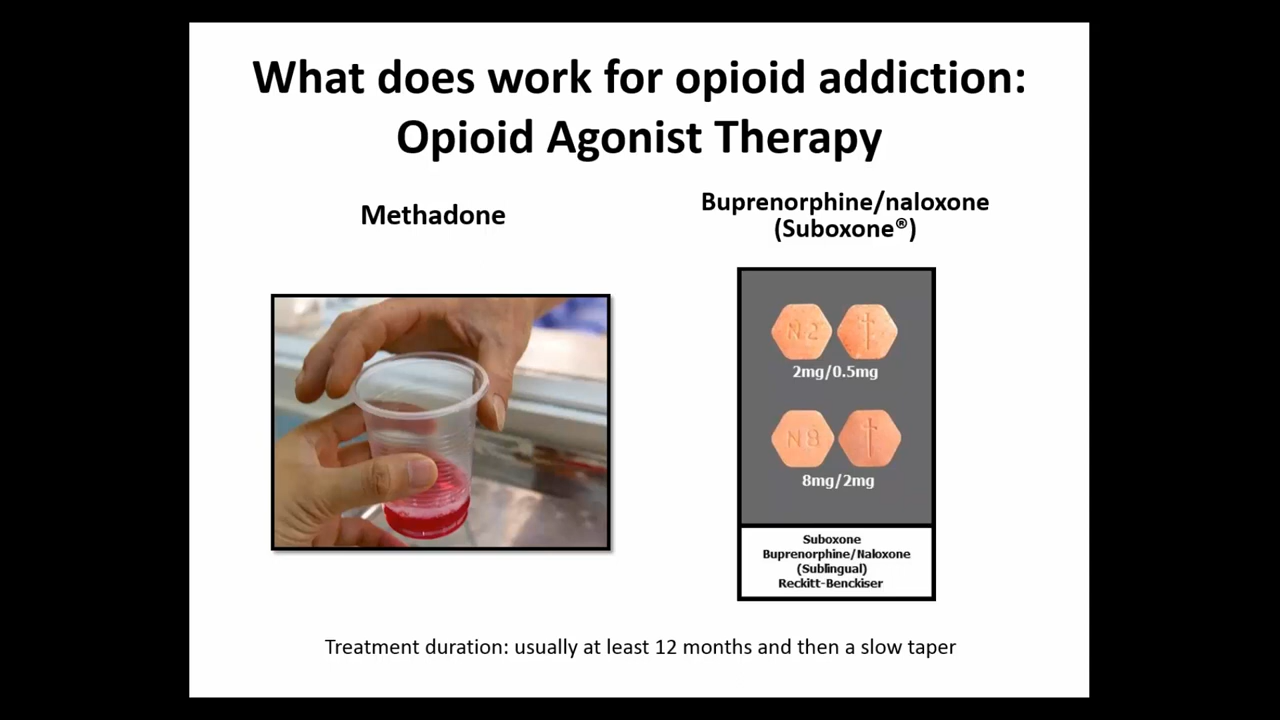 What does work for opioid addiction:
Opioid Agonist Therapy
Methadone
Buprenorphine/naloxone
(Suboxone®)
N2
2mg/0.5mg
N8
8mg/2mg
Suboxone
Buprenorphine/Naloxone
(Sublingual)
Reckitt-Benckiser
Treatment duration: usually at least 12 months and then a slow taper